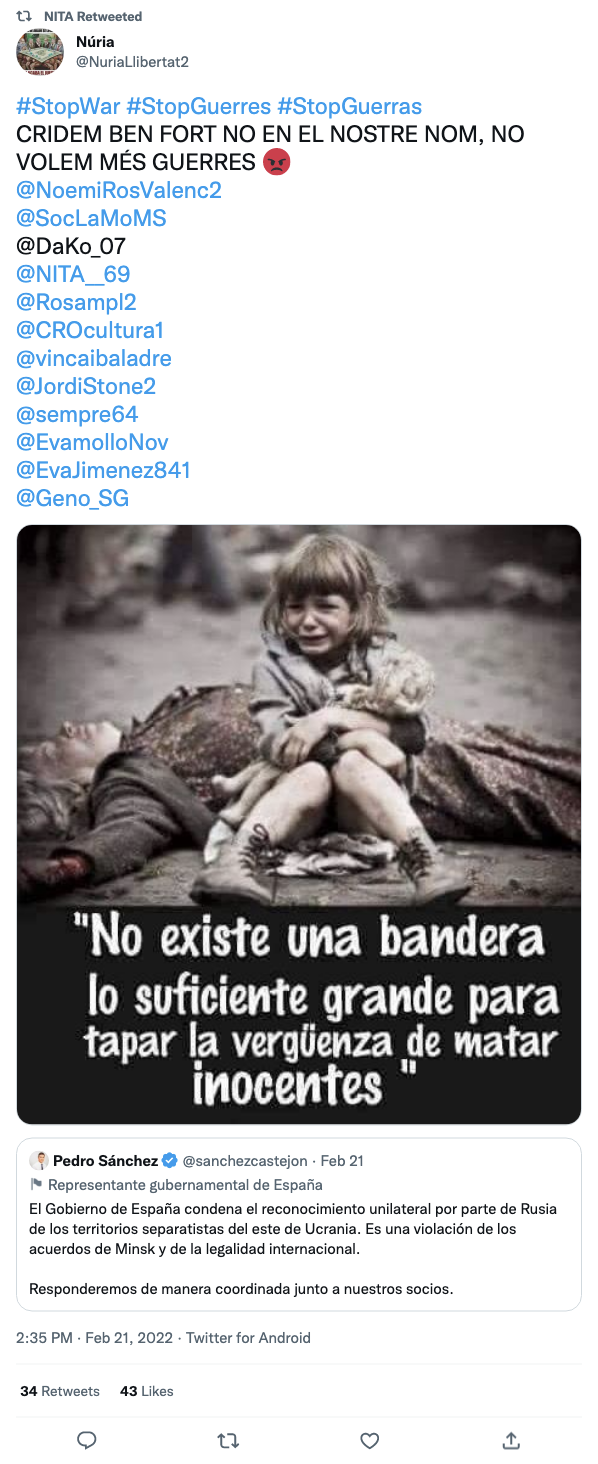 NITA Retweeted
Núria
@NuriaLlibertat2
#StopWar #StopGuerres #StopGuerras
CRIDEM BEN FORT NO EN EL NOSTRE NOM, NO
VOLEM MÉS GUERRES 😡
@NoemiRosValenc2
@SocLaMoMS
@DaKo_07
@NITA__69
@Rosampl2
@CROcultura1
@vincaibaladre
@JordiStone2
@sempre64
@EvamolloNov
@EvaJimenez841
@Geno_SG
"No existe una bandera
lo suficiente grande para
tapar la vergüenza de matar
inocentes "
Pedro Sánchez @sanchezcastejon · Feb 21
Representante gubernamental de España
El Gobierno de España condena el reconocimiento unilateral por parte de Rusia
de los territorios separatistas del este de Ucrania. Es una violación de los
acuerdos de Minsk y de la legalidad internacional.
Responderemos de manera coordinada junto a nuestros socios.
2:35 PM · Feb 21, 2022 · Twitter for Android
34 Retweets 43 Likes